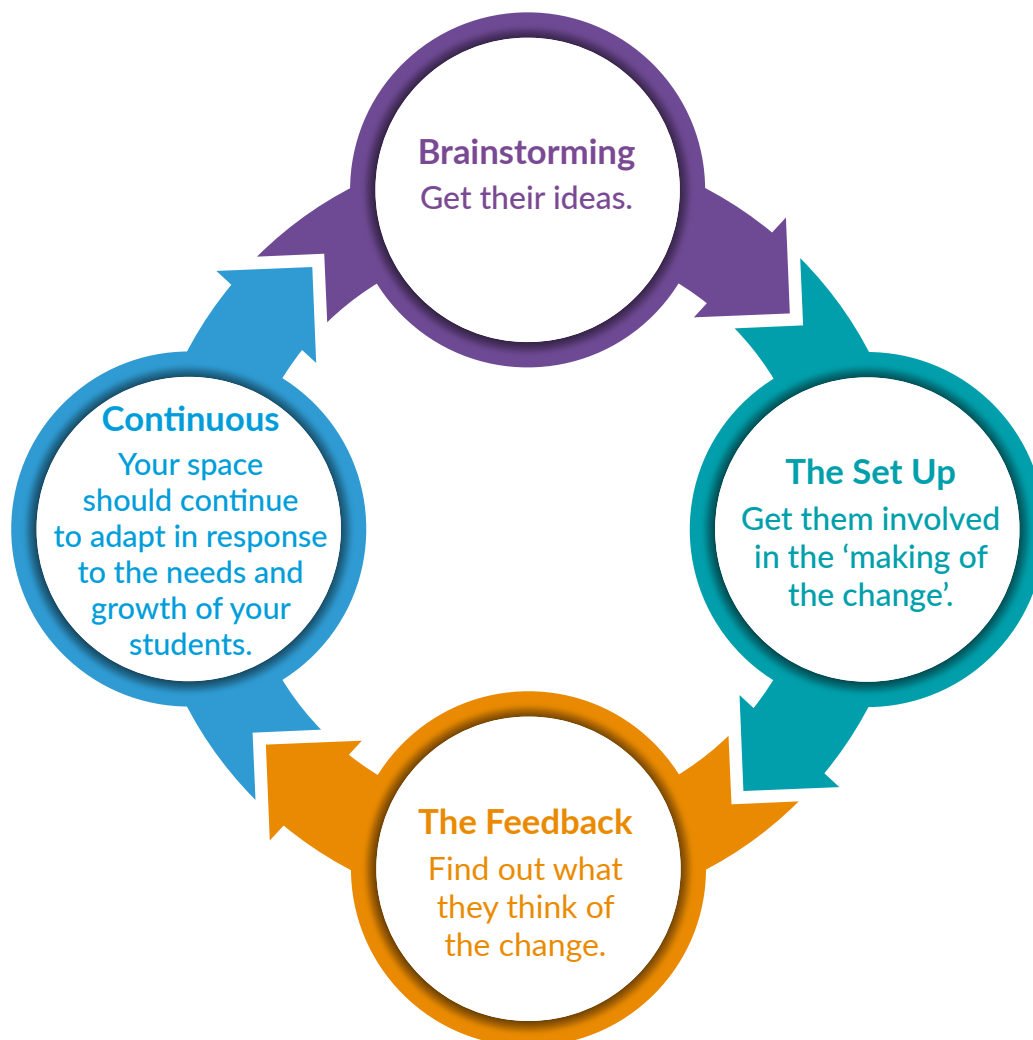 Brainstorming
Get their ideas.
The Set Up
Get them involved
in the ‘making of
the change’.
The Feedback
Find out what
they think of
the change.
Continuous
Your space
should continue
to adapt in response
to the needs and
growth of your
students.